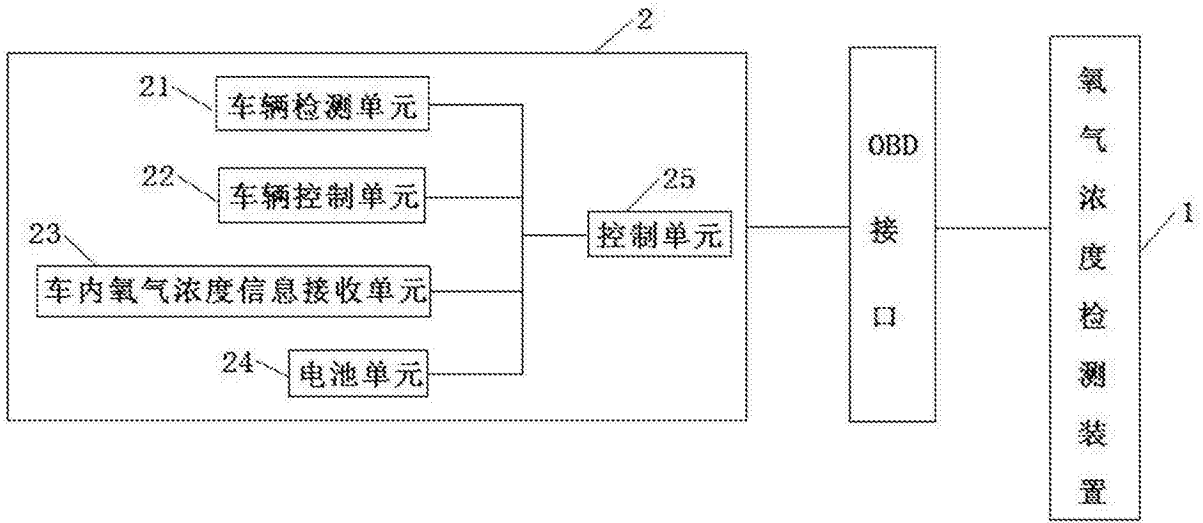 2
21
车辆检测单元
22
车辆控制单元
23
车内氧气浓度信息接收单元
24
电池单元
25
控制单元
OBD
接
口
氧
气
浓
度
检
测
装
置
1